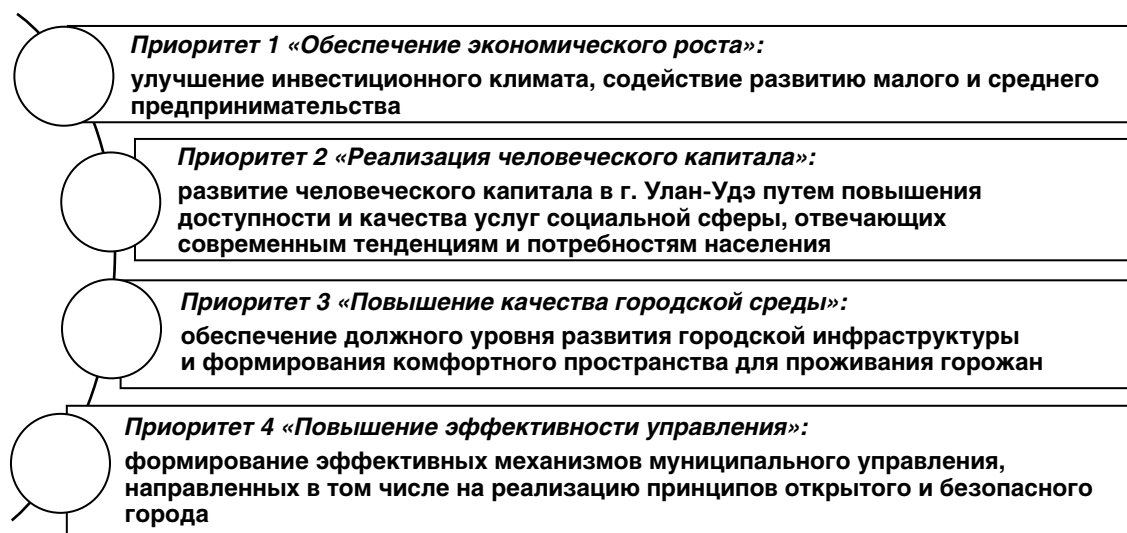 Приоритет 1 «Обеспечение экономического роста»:
улучшение инвестиционного климата, содействие развитию малого и среднего
предпринимательства
Приоритет 2 «Реализация человеческого капитала»:
развитие человеческого капитала в г. Улан-Удэ путем повышения
доступности и качества услуг социальной сферы, отвечающих
современным тенденциям и потребностям населения
Приоритет 3 «Повышение качества городской среды»:
обеспечение должного уровня развития городской инфраструктуры
и формирования комфортного пространства для проживания горожан
Приоритет 4 «Повышение эффективности управления»:
формирование эффективных механизмов муниципального управления,
направленных в том числе на реализацию принципов открытого и безопасного
города